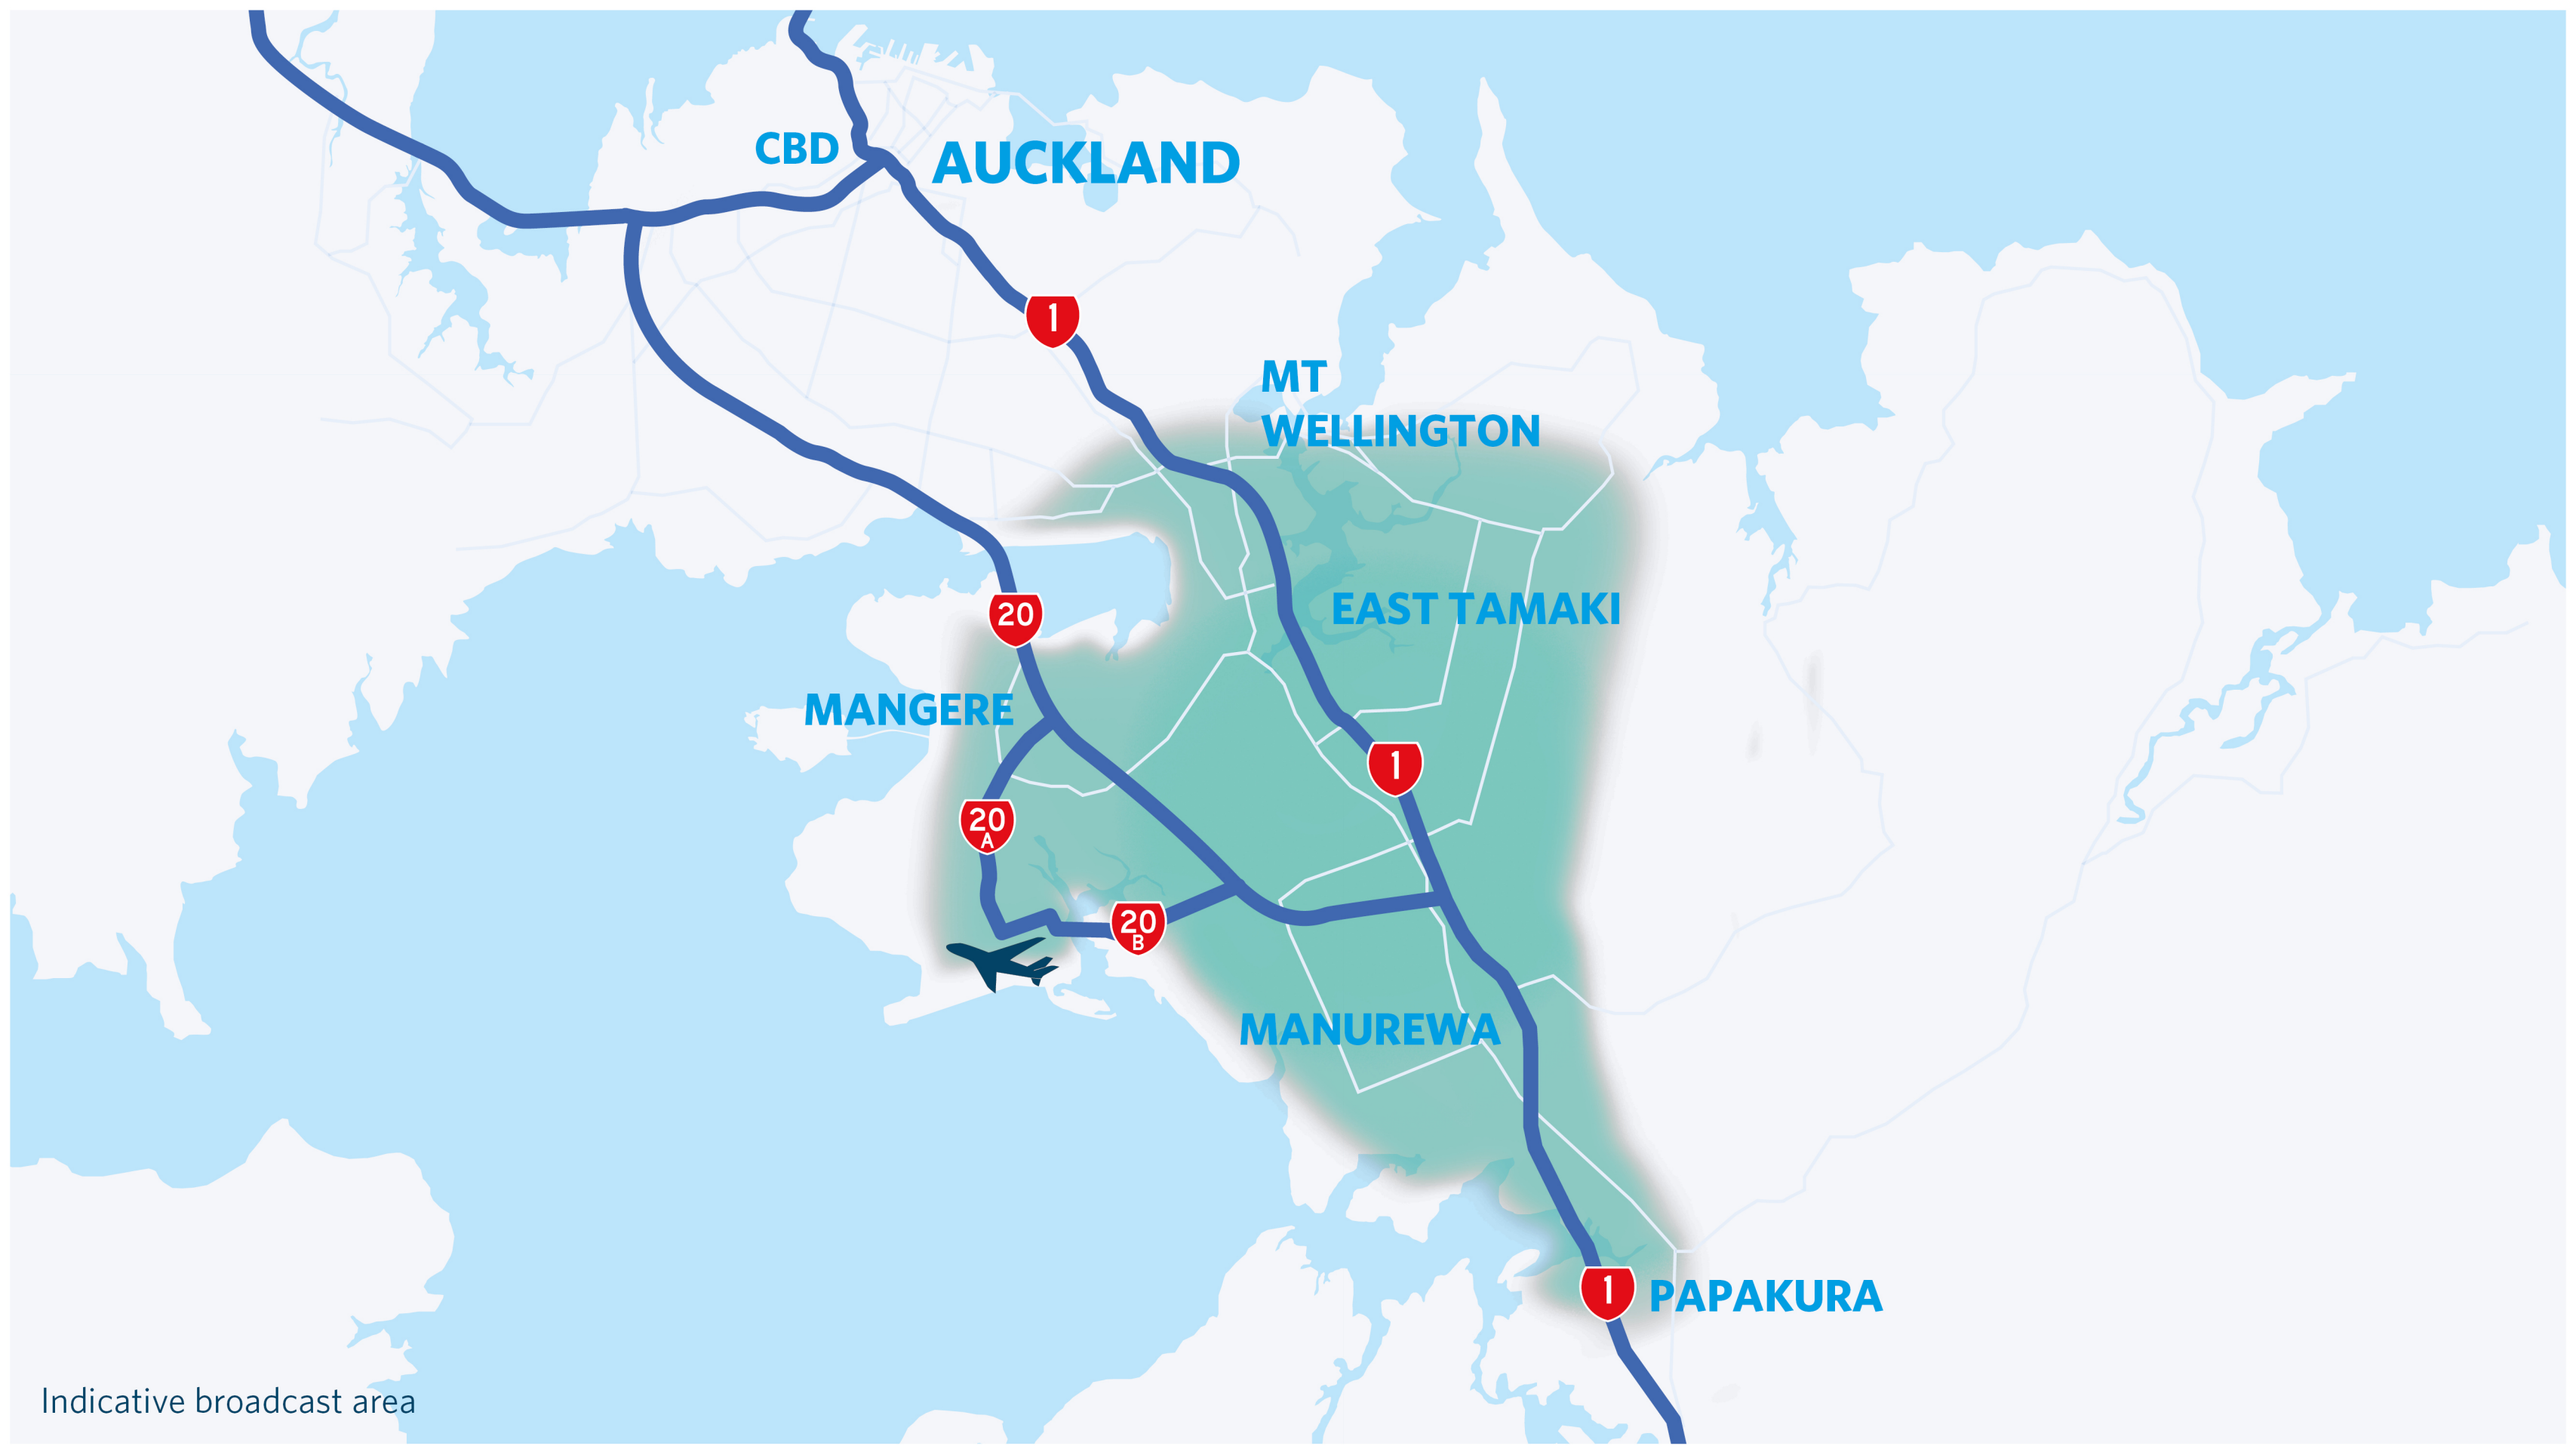 CBD
AUCKLAND
1
MT
WELLINGTON
EAST TAMAKI
20
MANGERE
1
20
A
20
B
MANUREWA
1
PAPAKURA
Indicative broadcast area